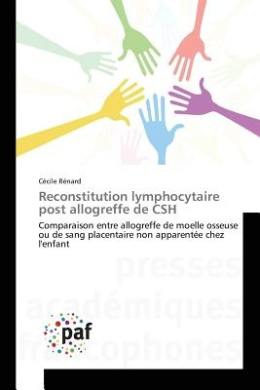 Cécile Rénard
Reconstitution lymphocytaire
post allogreffe de CSH
Comparaison entre allogreffe de moelle osseuse
ou de sang placentaire non apparentée chez
l'enfant
presses
académiques
francophones
paf